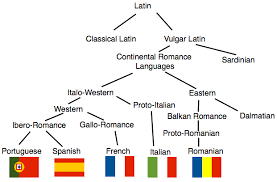 Latin
Classical Latin
Vulgar Latin
Continental Romance
Languages
Sardinian
Italo-Western
Eastern
Proto-Italian
Western
Balkan Romance
Dalmatian
Ibero-Romance
Gallo-Romance
Proto-Romanian
Portuguese
Spanish
French
Italian
Romanian